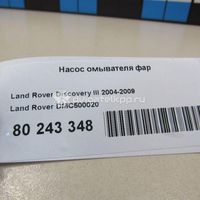 Насос омывателя фар
Land Rover Discovery III 2004-2009
Land Rover DMC500020
80 243 348